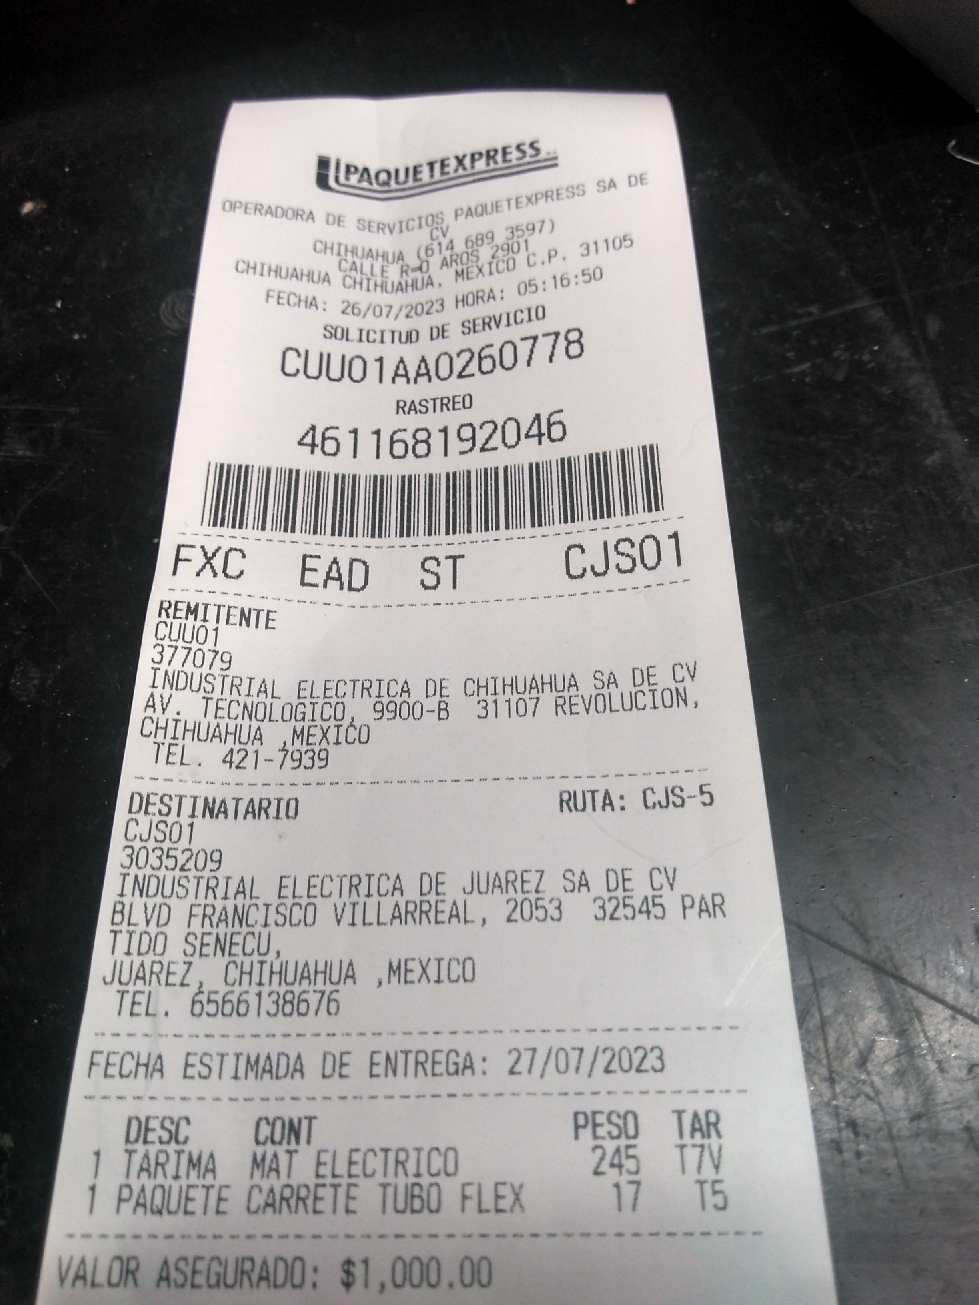 PAQUETEXPRESS
OPERADORA DE SERVICIOS PAQUETEXPRESS SA DE
CV
CHIHUAHUA (614 689 3597)
CALLE R=O AROS 2901
CHIHUAHUA CHIHUAHUA, MEXICO C.P. 31105
FECHA: 26/07/2023 HORA: 05:16:50
SOLICITUD DE SERVICIO
CUU01AA0260778
RASTREO
461168192046
FXC EAD ST CJS01
REMITENTE
CUU01
377079
INDUSTRIAL ELECTRICA DE CHIHUAHUA SA DE CV
AV. TECNOLOGICO, 9900-B 31107 REVOLUCION,
CHIHUAHUA ,MEXICO
TEL. 421-7939
DESTINATARIO RUTA: CJS-5
CJS01
3035209
INDUSTRIAL ELECTRICA DE JUAREZ SA DE CV
BLVD FRANCISCO VILLARREAL, 2053 32545 PAR
TIDO SENECU,
JUAREZ, CHIHUAHUA ,MEXICO
TEL. 6566138676
FECHA ESTIMADA DE ENTREGA: 27/07/2023
DESC CONT PESO TAR
1 TARIMA MAT ELECTRICO 245 T7V
1 PAQUETE CARRETE TUBO FLEX 17 T5
VALOR ASEGURADO: $1,000.00